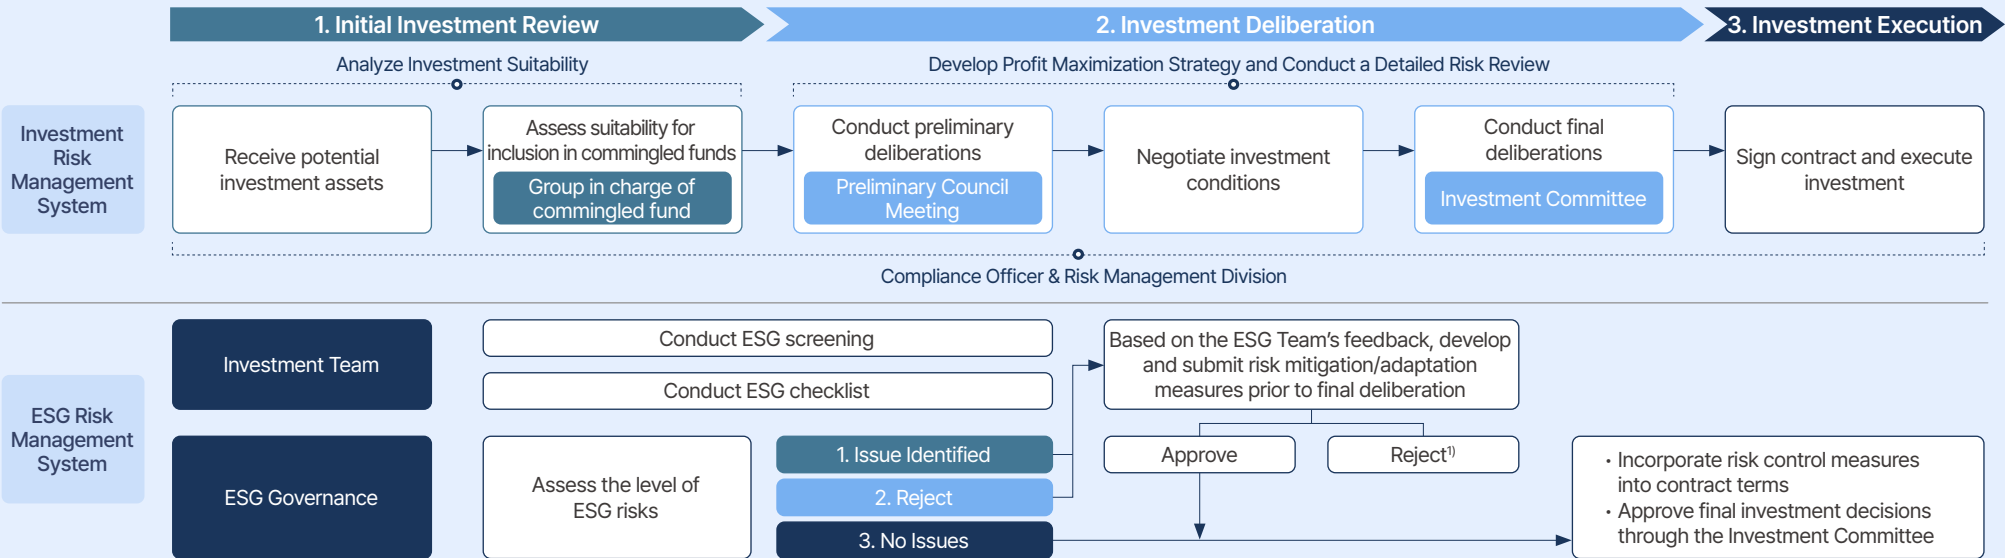 1. Initial Investment Review
2. Investment Deliberation
3. Investment Execution
Analyze Investment Suitability
Develop Profit Maximization Strategy and Conduct a Detailed Risk Review
Investment
Risk
Management
System
Receive potential
investment assets
Assess suitability for
inclusion in commingled funds
Group in charge of
commingled fund
Conduct preliminary
deliberations
Preliminary Council
Meeting
Negotiate investment
conditions
Conduct final
deliberations
Investment Committee
Sign contract and execute
investment
Compliance Officer & Risk Management Division
ESG Risk
Management
System
Investment Team
Conduct ESG screening
Conduct ESG checklist
Based on the ESG Team’s feedback, develop
and submit risk mitigation/adaptation
measures prior to final deliberation
ESG Governance
Assess the level of
ESG risks
1. Issue Identified
2. Reject
3. No Issues
Approve
Reject¹⁾
· Incorporate risk control measures
into contract terms
· Approve final investment decisions
through the Investment Committee